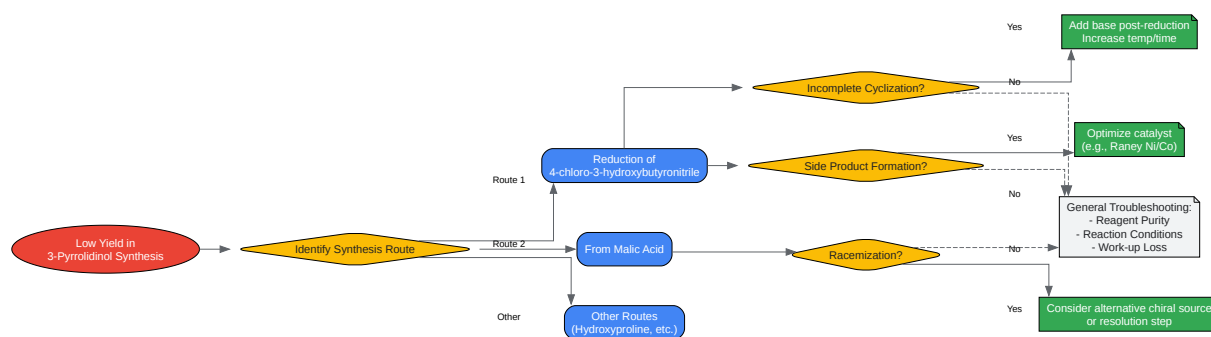 Low Yield in
3-Pyrrolidinol Synthesis
Identify Synthesis Route
Route 1
Route 2
Other
Reduction of
4-chloro-3-hydroxybutyronitrile
From Malic Acid
Other Routes
(Hydroxyproline, etc.)
Incomplete Cyclization?
Side Product Formation?
Racemization?
Yes
No
Yes
No
No
Yes
Add base post-reduction
Increase temp/time
Optimize catalyst
(e.g., Raney Ni/Co)
General Troubleshooting:
- Reagent Purity
- Reaction Conditions
- Work-up Loss
Consider alternative chiral source
or resolution step